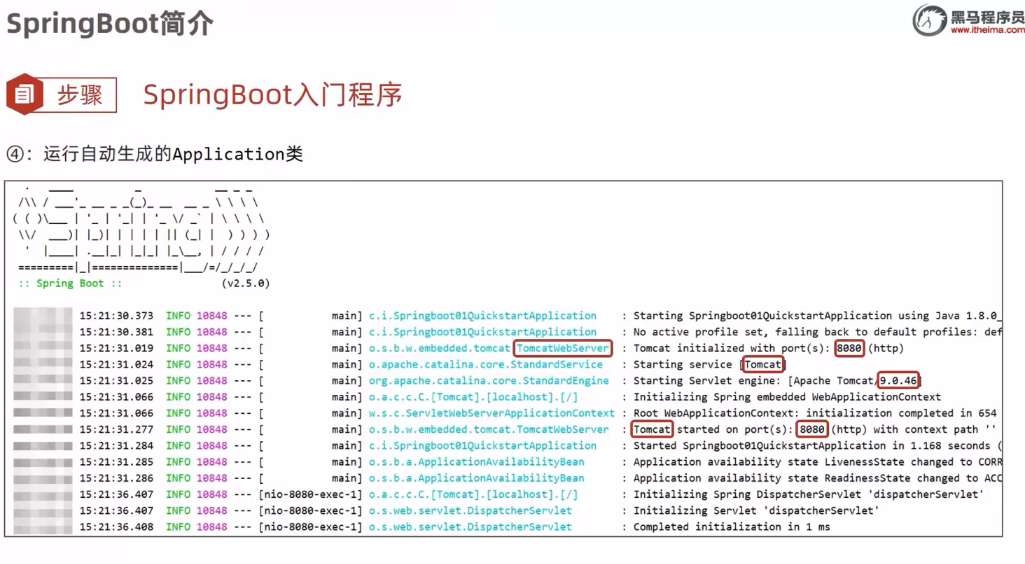 SpringBoot简介
黑马程序员
www.itheima.com
步骤
SpringBoot入门程序
④：运行自动生成的Application类
:: Spring Boot ::                (v2.5.0)
15:21:30.373  INFO 10848 --- [           main] c.i.Springboot01QuickstartApplication    : Starting Springboot01QuickstartApplication using Java 1.8.0_
15:21:30.381  INFO 10848 --- [           main] c.i.Springboot01QuickstartApplication    : No active profile set, falling back to default profiles: def
15:21:31.019  INFO 10848 --- [           main] o.s.b.w.embedded.tomcat.TomcatWebServer  : Tomcat initialized with port(s): 8080 (http)
15:21:31.024  INFO 10848 --- [           main] o.apache.catalina.core.StandardService   : Starting service [Tomcat]
15:21:31.025  INFO 10848 --- [           main] org.apache.catalina.core.StandardEngine  : Starting Servlet engine: [Apache Tomcat/9.0.46]
15:21:31.066  INFO 10848 --- [           main] o.a.c.c.C.[Tomcat].[localhost].[/]       : Initializing Spring embedded WebApplicationContext
15:21:31.066  INFO 10848 --- [           main] w.s.c.ServletWebServerApplicationContext : Root WebApplicationContext: initialization completed in 654
15:21:31.277  INFO 10848 --- [           main] o.s.b.w.embedded.tomcat.TomcatWebServer  : Tomcat started on port(s): 8080 (http) with context path ''
15:21:31.284  INFO 10848 --- [           main] c.i.Springboot01QuickstartApplication    : Started Springboot01QuickstartApplication in 1.168 seconds (
15:21:31.285  INFO 10848 --- [           main] o.s.b.a.ApplicationAvailabilityBean      : Application availability state LivenessState changed to CORR
15:21:31.286  INFO 10848 --- [           main] o.s.b.a.ApplicationAvailabilityBean      : Application availability state ReadinessState changed to ACC
15:21:36.407  INFO 10848 --- [nio-8080-exec-1] o.a.c.c.C.[Tomcat].[localhost].[/]       : Initializing Spring DispatcherServlet 'dispatcherServlet'
15:21:36.407  INFO 10848 --- [nio-8080-exec-1] o.s.web.servlet.DispatcherServlet        : Initializing Servlet 'dispatcherServlet'
15:21:36.408  INFO 10848 --- [nio-8080-exec-1] o.s.web.servlet.DispatcherServlet        : Completed initialization in 1 ms